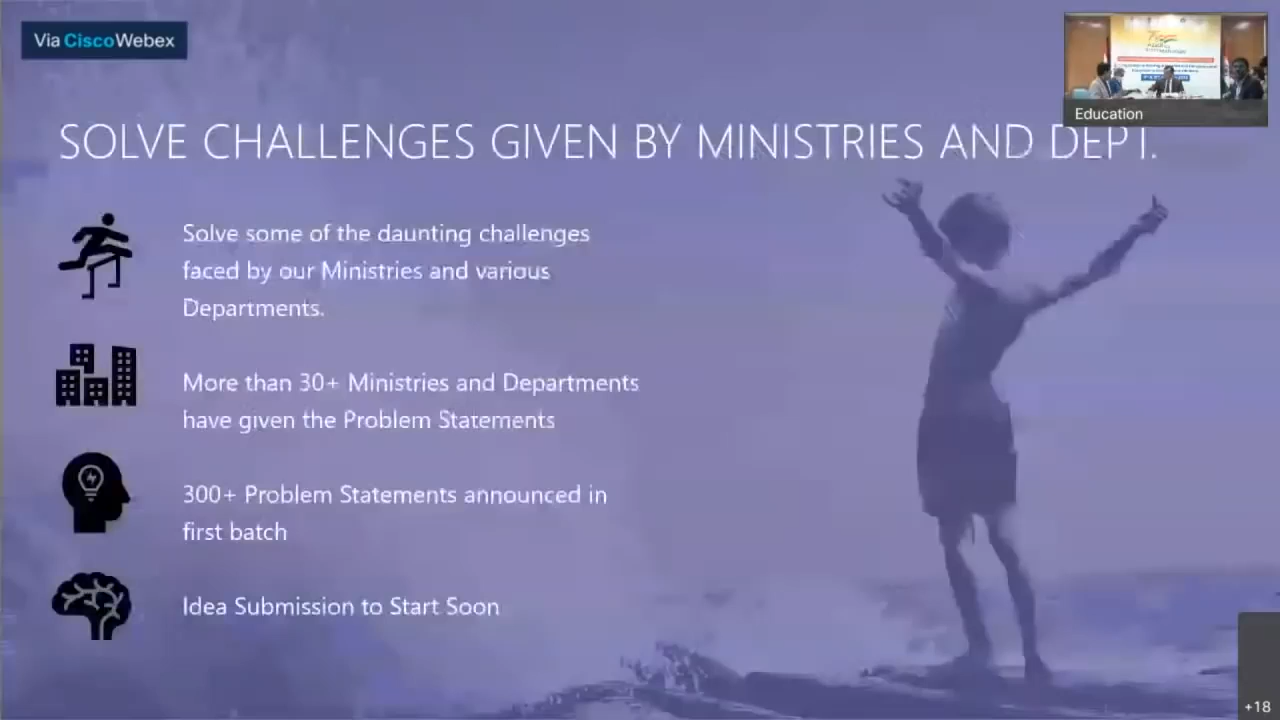 Via Cisco Webex
Education
SOLVE CHALLENGES GIVEN BY MINISTRIES AND DEPT.
Solve some of the daunting challenges
faced by our Ministries and various
Departments.
More than 30+ Ministries and Departments
have given the Problem Statements
300+ Problem Statements announced in
first batch
Idea Submission to Start Soon
+18